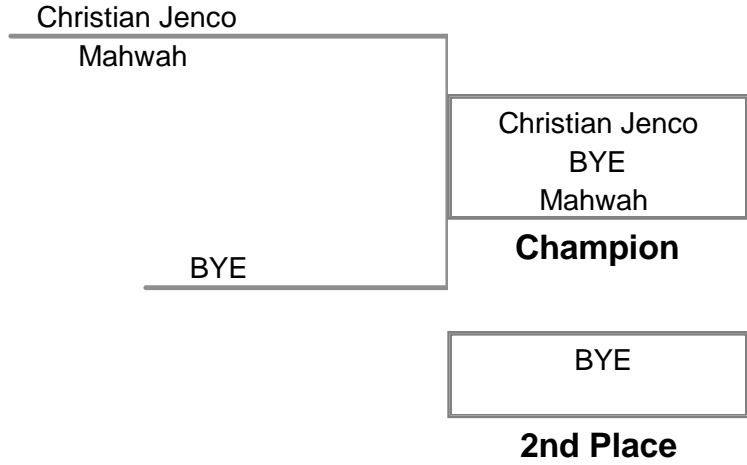 Christian Jenco
Mahwah
Christian Jenco
BYE
Mahwah
Champion
BYE
BYE
2nd Place